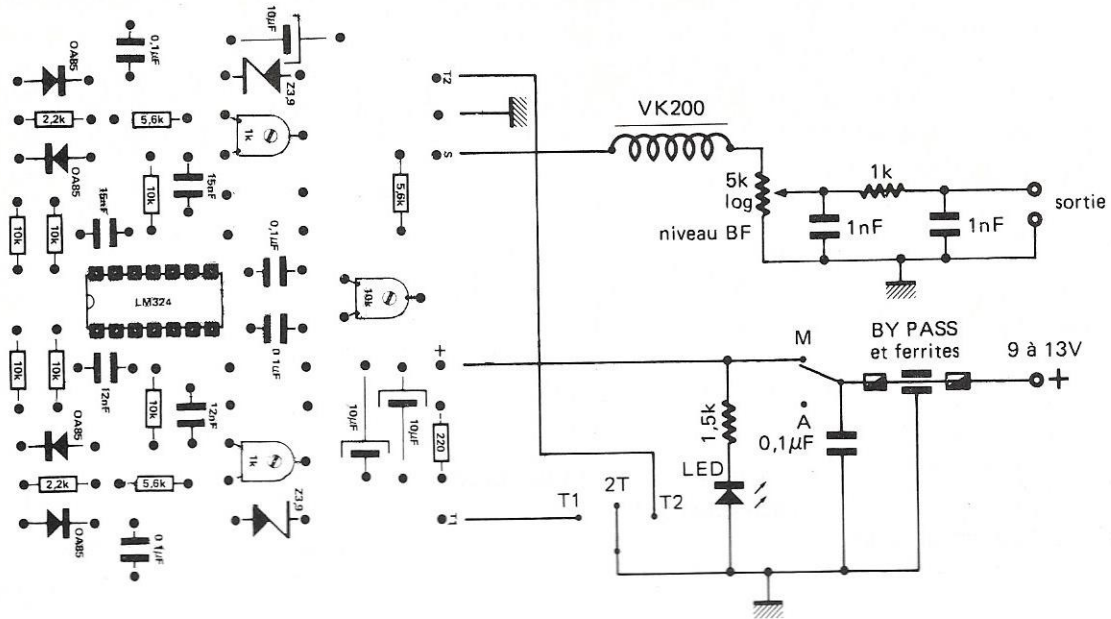 10µF
0,1µF
OA85
Z3,9
T2
2,2k
5,6k
1k
VK200
S
OA85
10k
15nF
5,6k
5k
log
1k
sortie
15nF
niveau BF
1nF
1nF
10k
10k
0,1µF
LM324
10k
M
BY PASS
et ferrites
9 à 13V
+
+
10k
10k
12nF
0 1µF
10k
12nF
10µF
10µF
220
1,5k
A
0,1µF
OA85
1k
LED
2,2k
5,6k
2T
T1
T2
OA85
Z3,9
T1
0 1µF